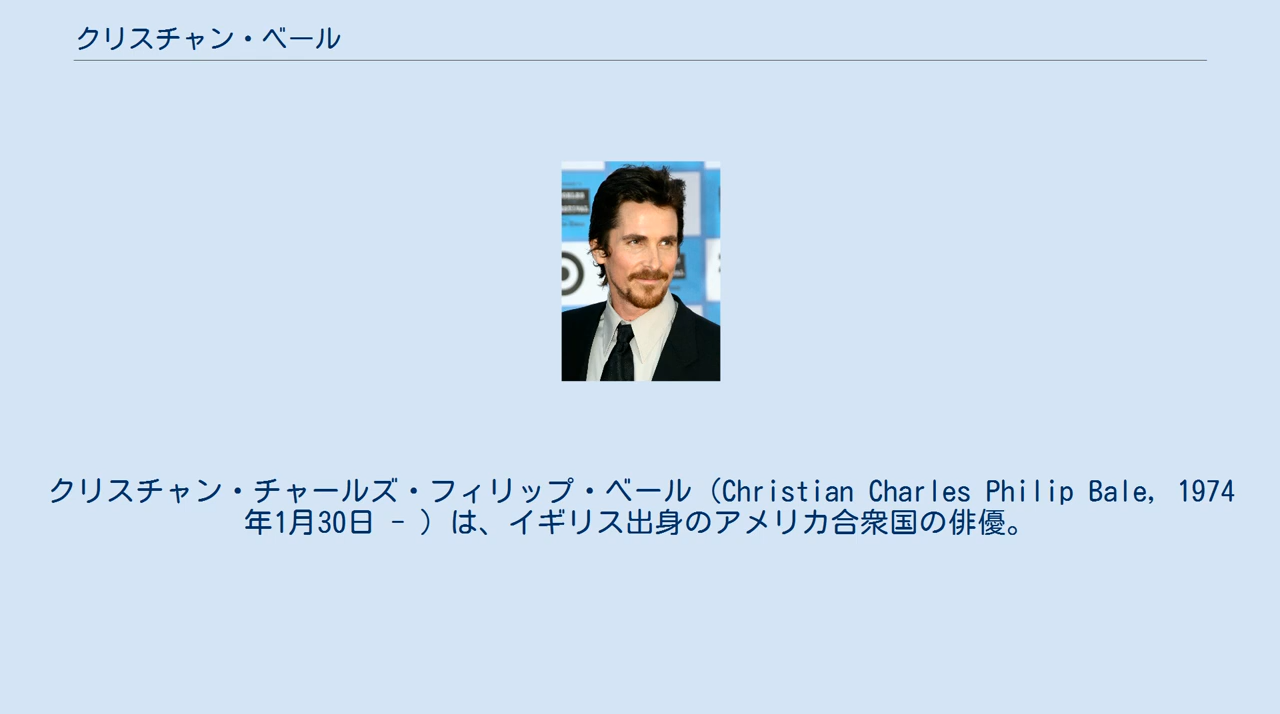 クリスチャン・ベール
クリスチャン・チャールズ・フィリップ・ベール（Christian Charles Philip Bale, 1974
年1月30日 - ）は、イギリス出身のアメリカ合衆国の俳優。